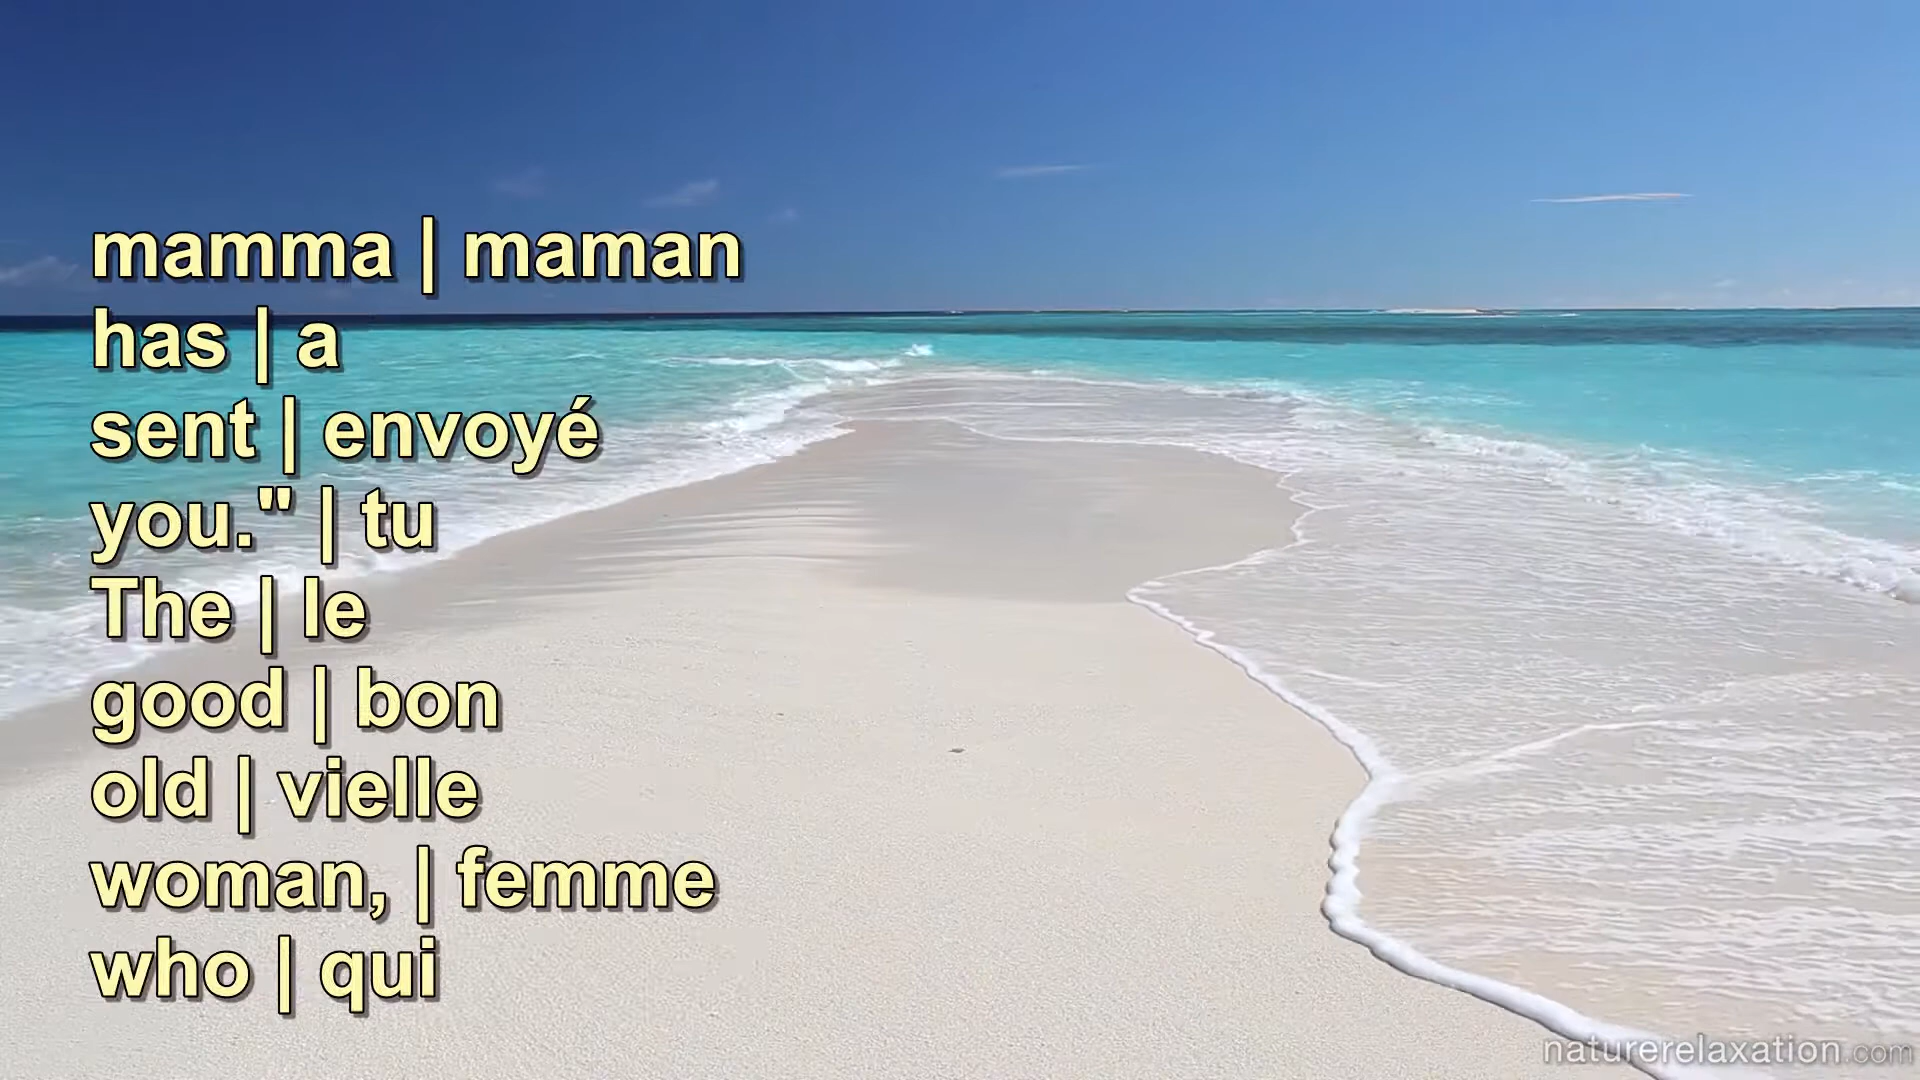 mamma | maman
has | a
sent | envoyé
you." | tu
The | le
good | bon
old | vielle
woman, | femme
who | qui
naturerelaxation.com